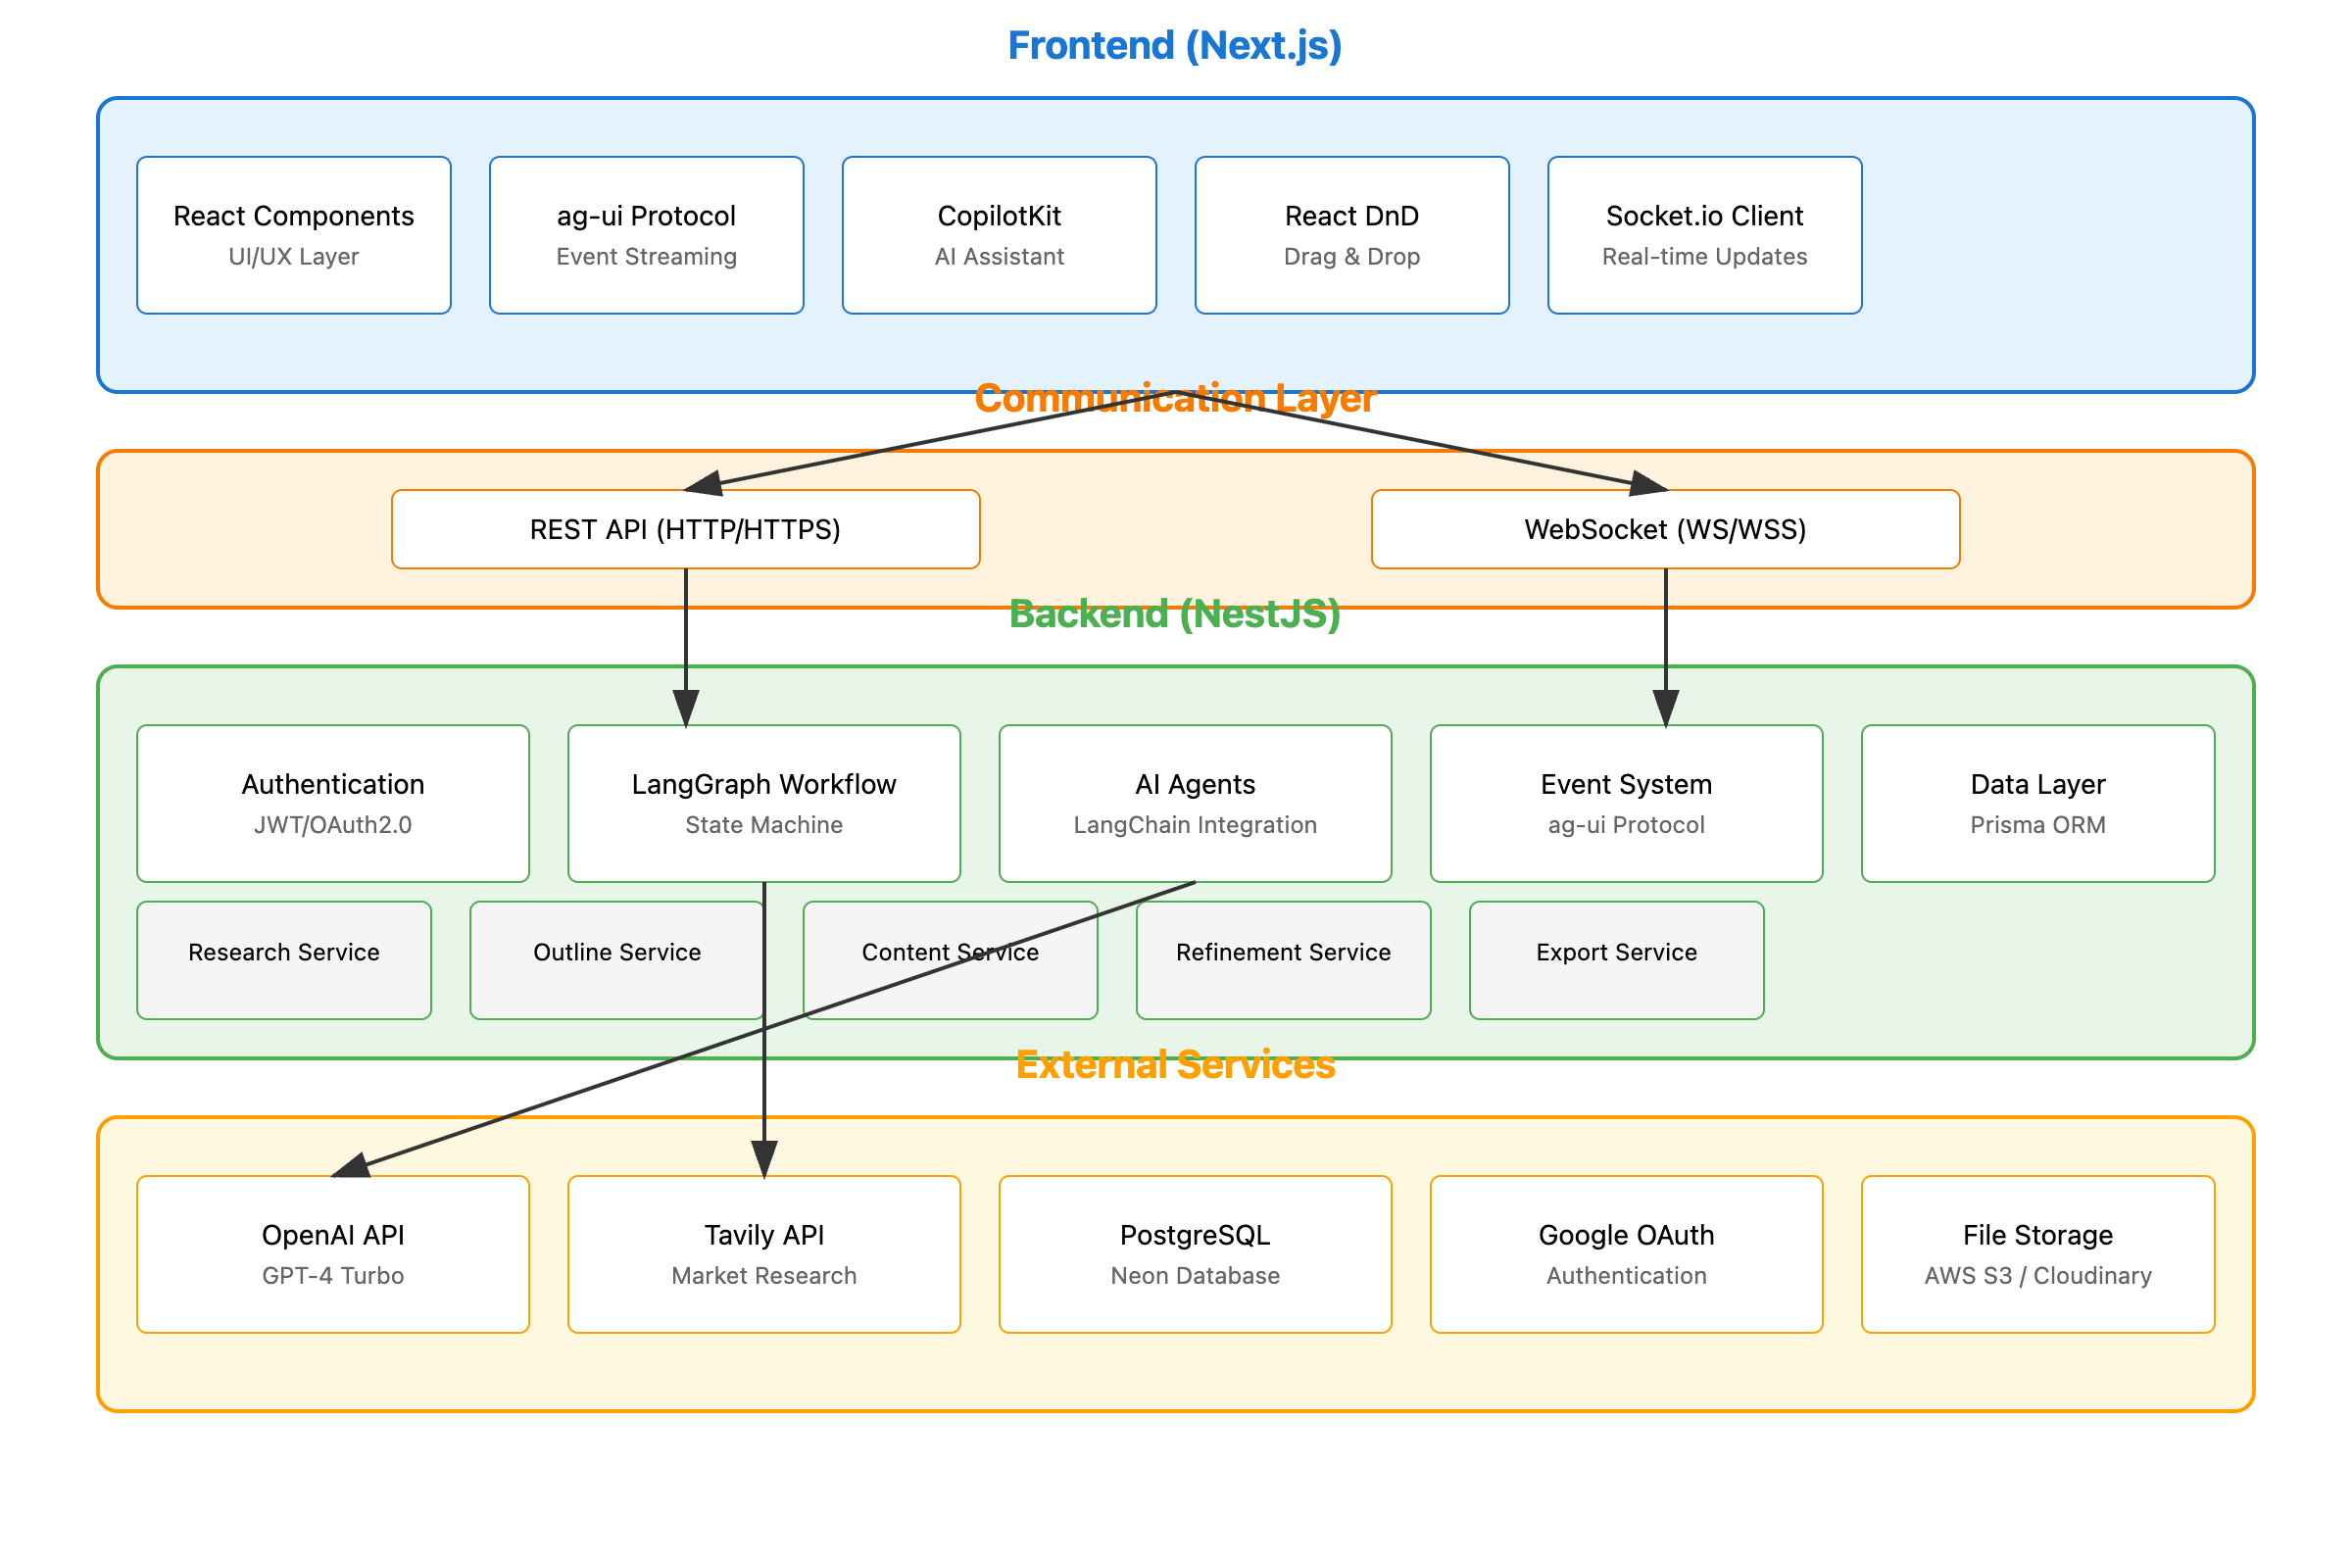 Frontend (Next.js)
React Components
UI/UX Layer
ag-ui Protocol
Event Streaming
CopilotKit
AI Assistant
React DnD
Drag & Drop
Socket.io Client
Real-time Updates
Communication Layer
REST API (HTTP/HTTPS)
WebSocket (WS/WSS)
Backend (NestJS)
Authentication
JWT/OAuth2.0
LangGraph Workflow
State Machine
AI Agents
LangChain Integration
Event System
ag-ui Protocol
Data Layer
Prisma ORM
Research Service
Outline Service
Content Service
Refinement Service
Export Service
External Services
OpenAI API
GPT-4 Turbo
Tavily API
Market Research
PostgreSQL
Neon Database
Google OAuth
Authentication
File Storage
AWS S3 / Cloudinary